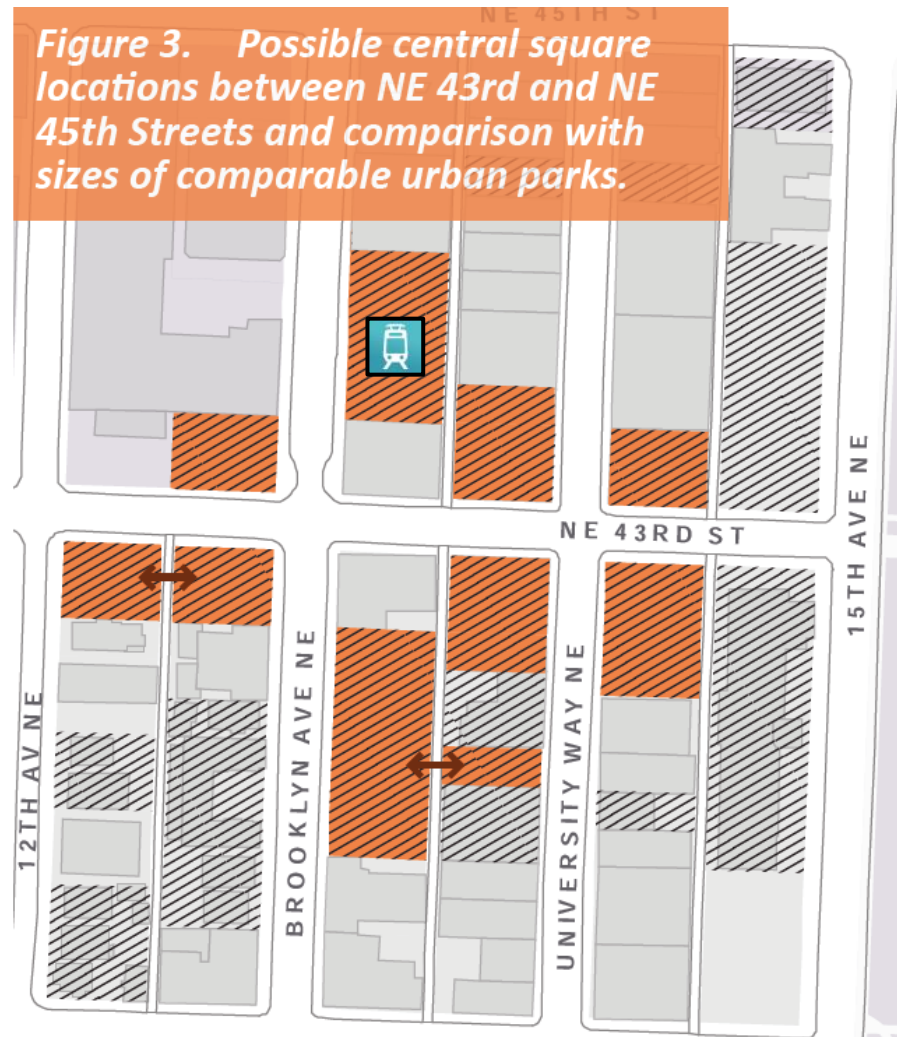 NE 45TH ST
Figure 3. Possible central square
locations between NE 43rd and NE
45th Streets and comparison with
sizes of comparable urban parks.
NE 43RD ST
15TH AVE NE
12TH AV NE
BROOKLYN AVE NE
UNIVERSITY WAY NE